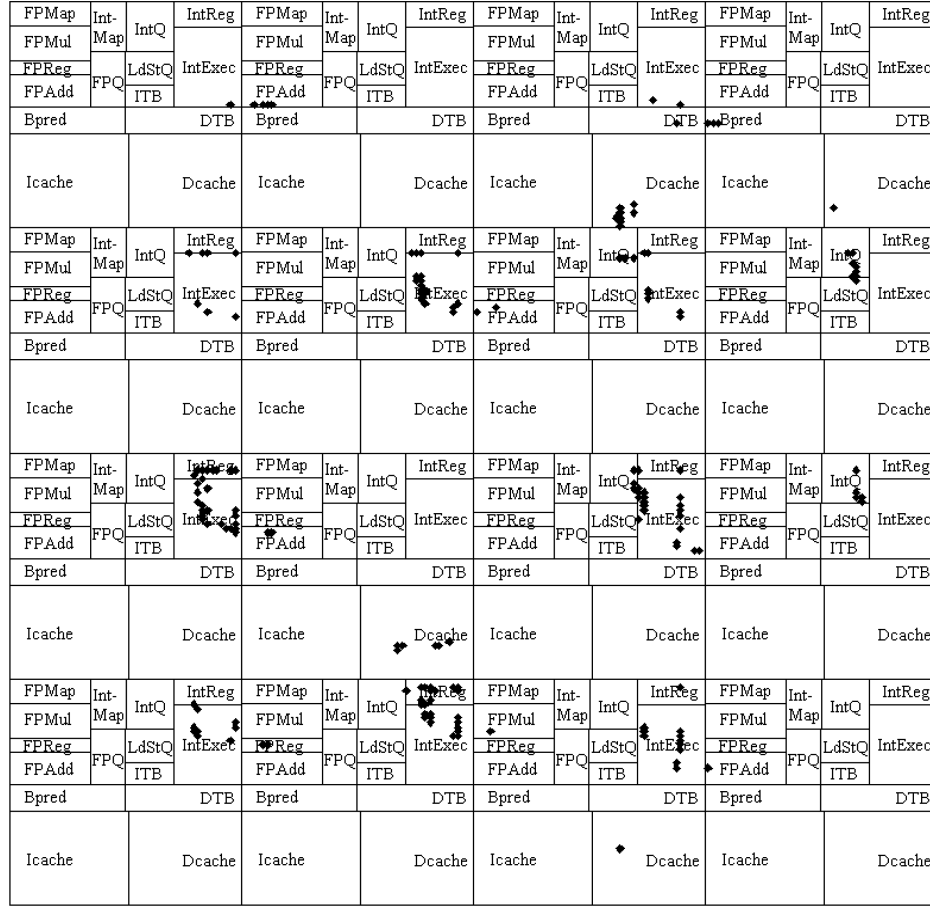 FPMap Int- IntReg FPMap Int- IntReg FPMap Int- IntReg FPMap Int- IntReg
FPMul Map IntQ FPMul Map IntQ FPMul Map IntQ FPMul Map IntQ
FPReg LdStQ IntExec FPReg LdStQ IntExec FPReg LdStQ IntExec FPReg LdStQ IntExec
FPAdd FPQ ITB FPAdd FPQ ITB FPAdd FPQ ITB FPAdd FPQ ITB
Bpred DTB Bpred DTB Bpred DTB Bpred DTB
Icache Dcache Icache Dcache Icache Dcache Icache Dcache
FPMap Int- IntReg FPMap Int- IntReg FPMap Int- IntReg FPMap Int- IntReg
FPMul Map IntQ FPMul Map IntQ FPMul Map IntQ FPMul Map IntQ
FPReg LdStQ IntExec FPReg LdStQ IntExec FPReg LdStQ IntExec FPReg LdStQ IntExec
FPAdd FPQ ITB FPAdd FPQ ITB FPAdd FPQ ITB FPAdd FPQ ITB
Bpred DTB Bpred DTB Bpred DTB Bpred DTB
Icache Dcache Icache Dcache Icache Dcache Icache Dcache
FPMap Int- IntReg FPMap Int- IntReg FPMap Int- IntReg FPMap Int- IntReg
FPMul Map IntQ FPMul Map IntQ FPMul Map IntQ FPMul Map IntQ
FPReg LdStQ IntExec FPReg LdStQ IntExec FPReg LdStQ IntExec FPReg LdStQ IntExec
FPAdd FPQ ITB FPAdd FPQ ITB FPAdd FPQ ITB FPAdd FPQ ITB
Bpred DTB Bpred DTB Bpred DTB Bpred DTB
Icache Dcache Icache Dcache Icache Dcache Icache Dcache
FPMap Int- IntReg FPMap Int- IntReg FPMap Int- IntReg FPMap Int- IntReg
FPMul Map IntQ FPMul Map IntQ FPMul Map IntQ FPMul Map IntQ
FPReg LdStQ IntExec FPReg LdStQ IntExec FPReg LdStQ IntExec FPReg LdStQ IntExec
FPAdd FPQ ITB FPAdd FPQ ITB FPAdd FPQ ITB FPAdd FPQ ITB
Bpred DTB Bpred DTB Bpred DTB Bpred DTB
Icache Dcache Icache Dcache Icache Dcache Icache Dcache